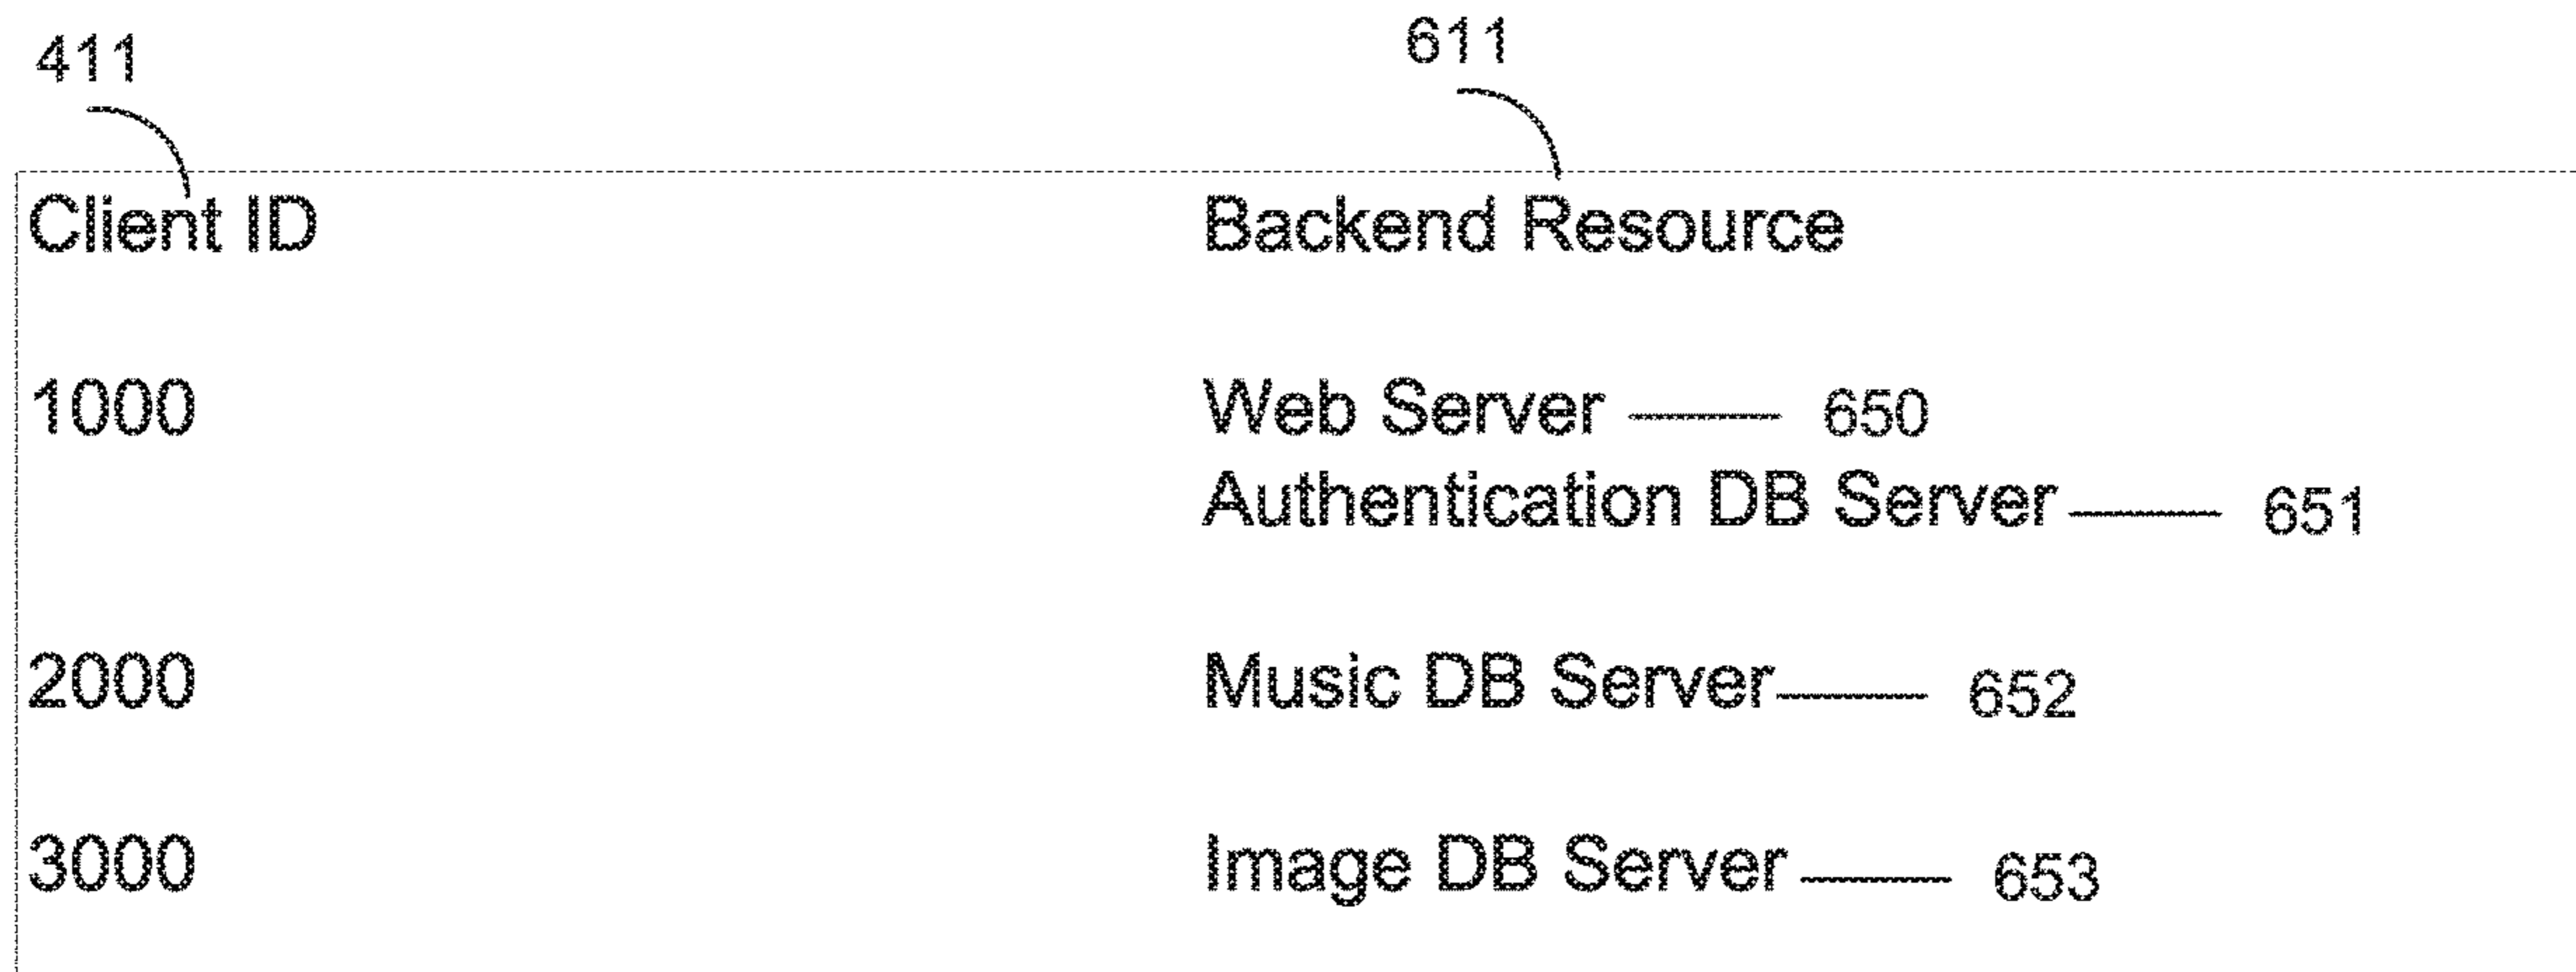 411 611
Client ID Backend Resource
1000 Web Server 650
Authentication DB Server 651
2000 Music DB Server 652
3000 Image DB Server 653